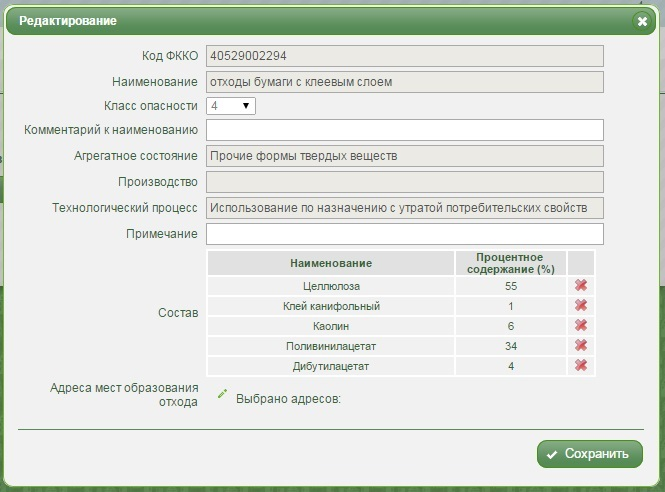 Редактирование
Код ФККО 40529002294
Наименование отходы бумаги с клеевым слоем
Класс опасности 4
Комментарий к наименованию
Агрегатное состояние Прочие формы твердых веществ
Производство
Технологический процесс Использование по назначению с утратой потребительских свойств
Примечание
Наименование Процентное содержание (%)
Целлюлоза 55
Клей канифольный 1
Состав Каолин 6
Поливинилацетат 34
Дибутилацетат 4
Адреса мест образования
отхода Выбрано адресов:
Сохранить